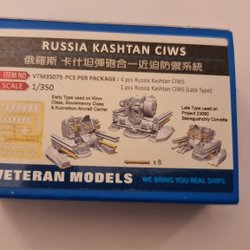 RUSSIA KASHTAN CIWS
俄羅斯 卡什坦彈砲合一近迫防禦系統
ITEM NO VTM35075 PCS PER PACKAGE : 4 pcs Russia Kashtan CIWS
SCALE 1/350 1 pcs Russia Kashtan CIWS (Late Type)
Early Type used on Kirov
Class, Sovremenny Class
& Kuznetsov Aircraft Carrier
Late Type used on
Project 20380
Steregushchiy Corvette
x 8
VETERAN MODELS WE BRING YOU REAL SHIPS